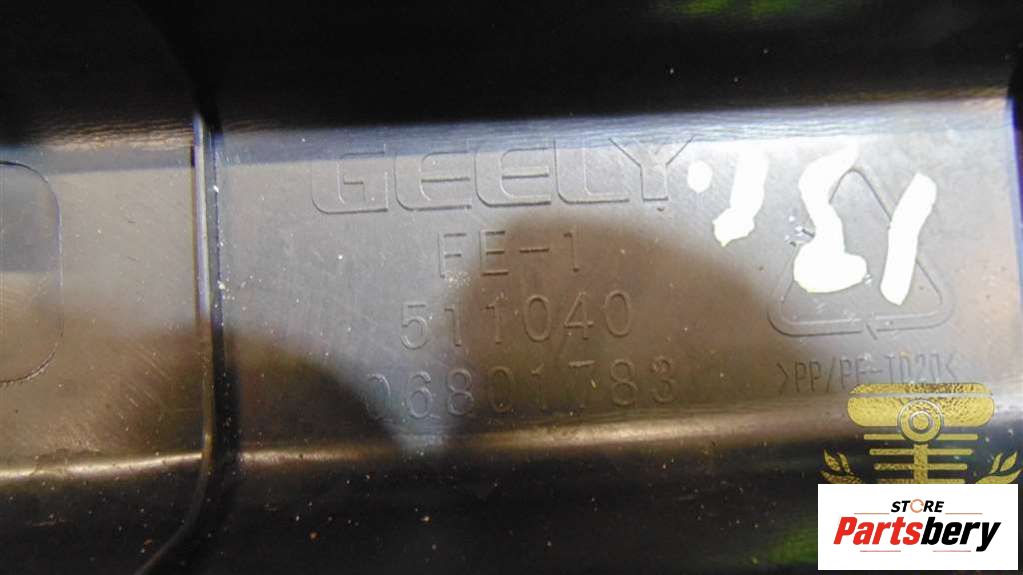 GEELY
FE-1
511040
06801783
>PP/PE-TD20<
STORE
Partsbery